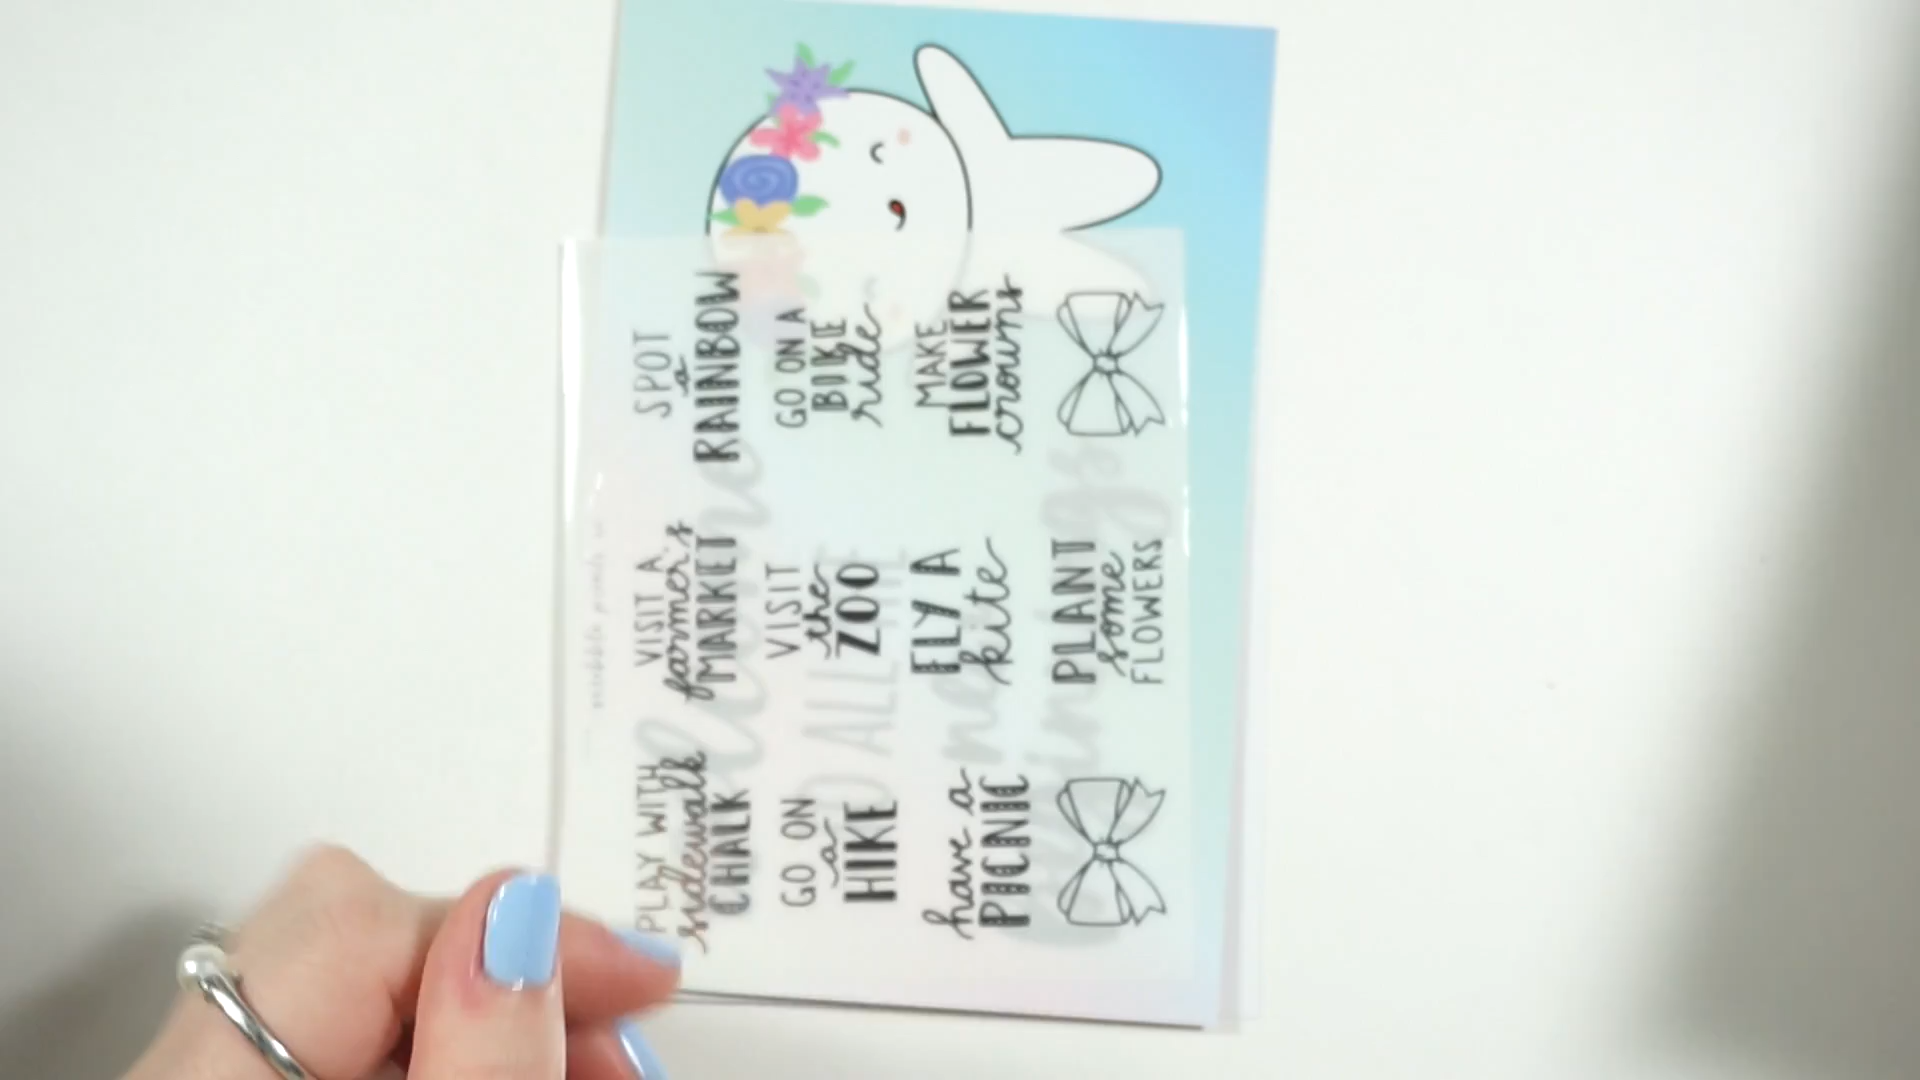 PLAY WITH
sidewalk
CHALK
VISIT A
farmer's
MARKET
SPOT
a
RAINBOW
GO ON
a
HIKE
VISIT
the
ZOO
GO ON A
BIKE
ride
have a
PICNIC
FLY A
kite
MAKE
FLOWER
crowns
PLANT
some
FLOWERS
ALL